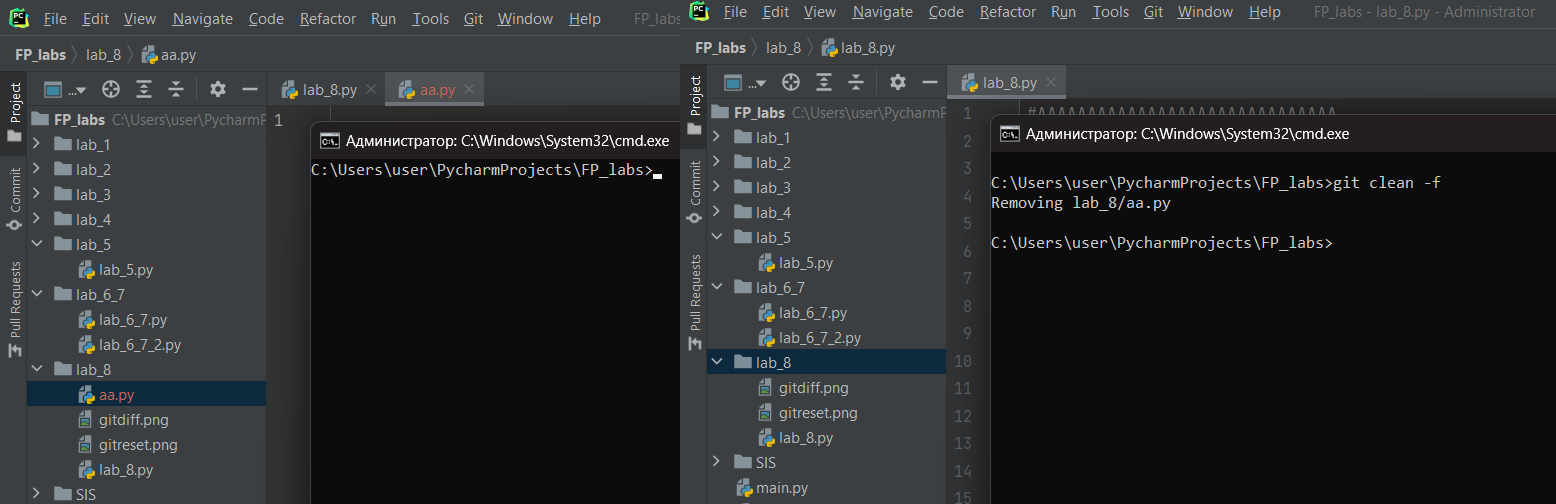 PC File Edit View Navigate Code Refactor Run Tools Git Window Help FP_labs
FP_labs lab_8 aa.py
... lab_8.py aa.py
Project
Commit
Pull Requests
FP_labs C:\Users\user\PycharmP
lab_1
lab_2
lab_3
lab_4
lab_5
lab_5.py
lab_6_7
lab_6_7.py
lab_6_7_2.py
lab_8
aa.py
gitdiff.png
gitreset.png
lab_8.py
SIS
1
Администратор: C:\Windows\System32\cmd.exe
C:\Users\user\PycharmProjects\FP_labs>
PC File Edit View Navigate Code Refactor Run Tools Git Window Help FP_labs - lab_8.py - Administrator
FP_labs lab_8 lab_8.py
... lab_8.py
Project
Commit
Pull Requests
FP_labs C:\Users\user\PycharmP
lab_1
lab_2
lab_3
lab_4
lab_5
lab_5.py
lab_6_7
lab_6_7.py
lab_6_7_2.py
lab_8
gitdiff.png
gitreset.png
lab_8.py
SIS
main.py
1
2
3
4
5
6
7
8
9
10
11
12
13
14
15
Администратор: C:\Windows\System32\cmd.exe
C:\Users\user\PycharmProjects\FP_labs>git clean -f
Removing lab_8/aa.py
C:\Users\user\PycharmProjects\FP_labs>